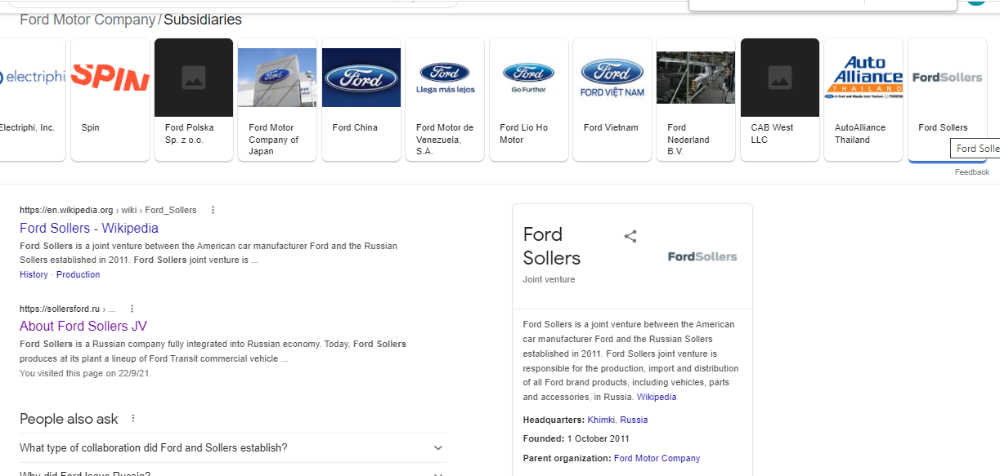 Ford Motor Company / Subsidiaries
electriphi
SPIN
Ford
Ford
Ford
Llega más lejos
Ford
Go Further
Ford
FORD VIỆT NAM
Auto
Alliance
THAILAND
FordSollers
Electriphi, Inc.
Spin
Ford Polska
Sp. z o.o.
Ford Motor
Company of
Japan
Ford China
Ford Motor de
Venezuela,
S.A.
Ford Lio Ho
Motor
Ford Vietnam
Ford
Nederland
B.V.
CAB West
LLC
AutoAlliance
Thailand
Ford Sollers
Ford Solle
Feedback
https://en.wikipedia.org › wiki › Ford_Sollers
Ford Sollers - Wikipedia
Ford Sollers is a joint venture between the American car manufacturer Ford and the Russian
Sollers established in 2011. Ford Sollers joint venture is ...
History · Production
https://sollersford.ru › ...
About Ford Sollers JV
Ford Sollers is a Russian company fully integrated into Russian economy. Today, Ford Sollers
produces at its plant a lineup of Ford Transit commercial vehicle ...
You visited this page on 22/9/21.
People also ask
What type of collaboration did Ford and Sollers establish?
Why did Ford leave Russia?
Ford
Sollers
FordSollers
Joint venture
Ford Sollers is a joint venture between the American
car manufacturer Ford and the Russian Sollers
established in 2011. Ford Sollers joint venture is
responsible for the production, import and distribution
of all Ford brand products, including vehicles, parts
and accessories, in Russia. Wikipedia
Headquarters: Khimki, Russia
Founded: 1 October 2011
Parent organization: Ford Motor Company